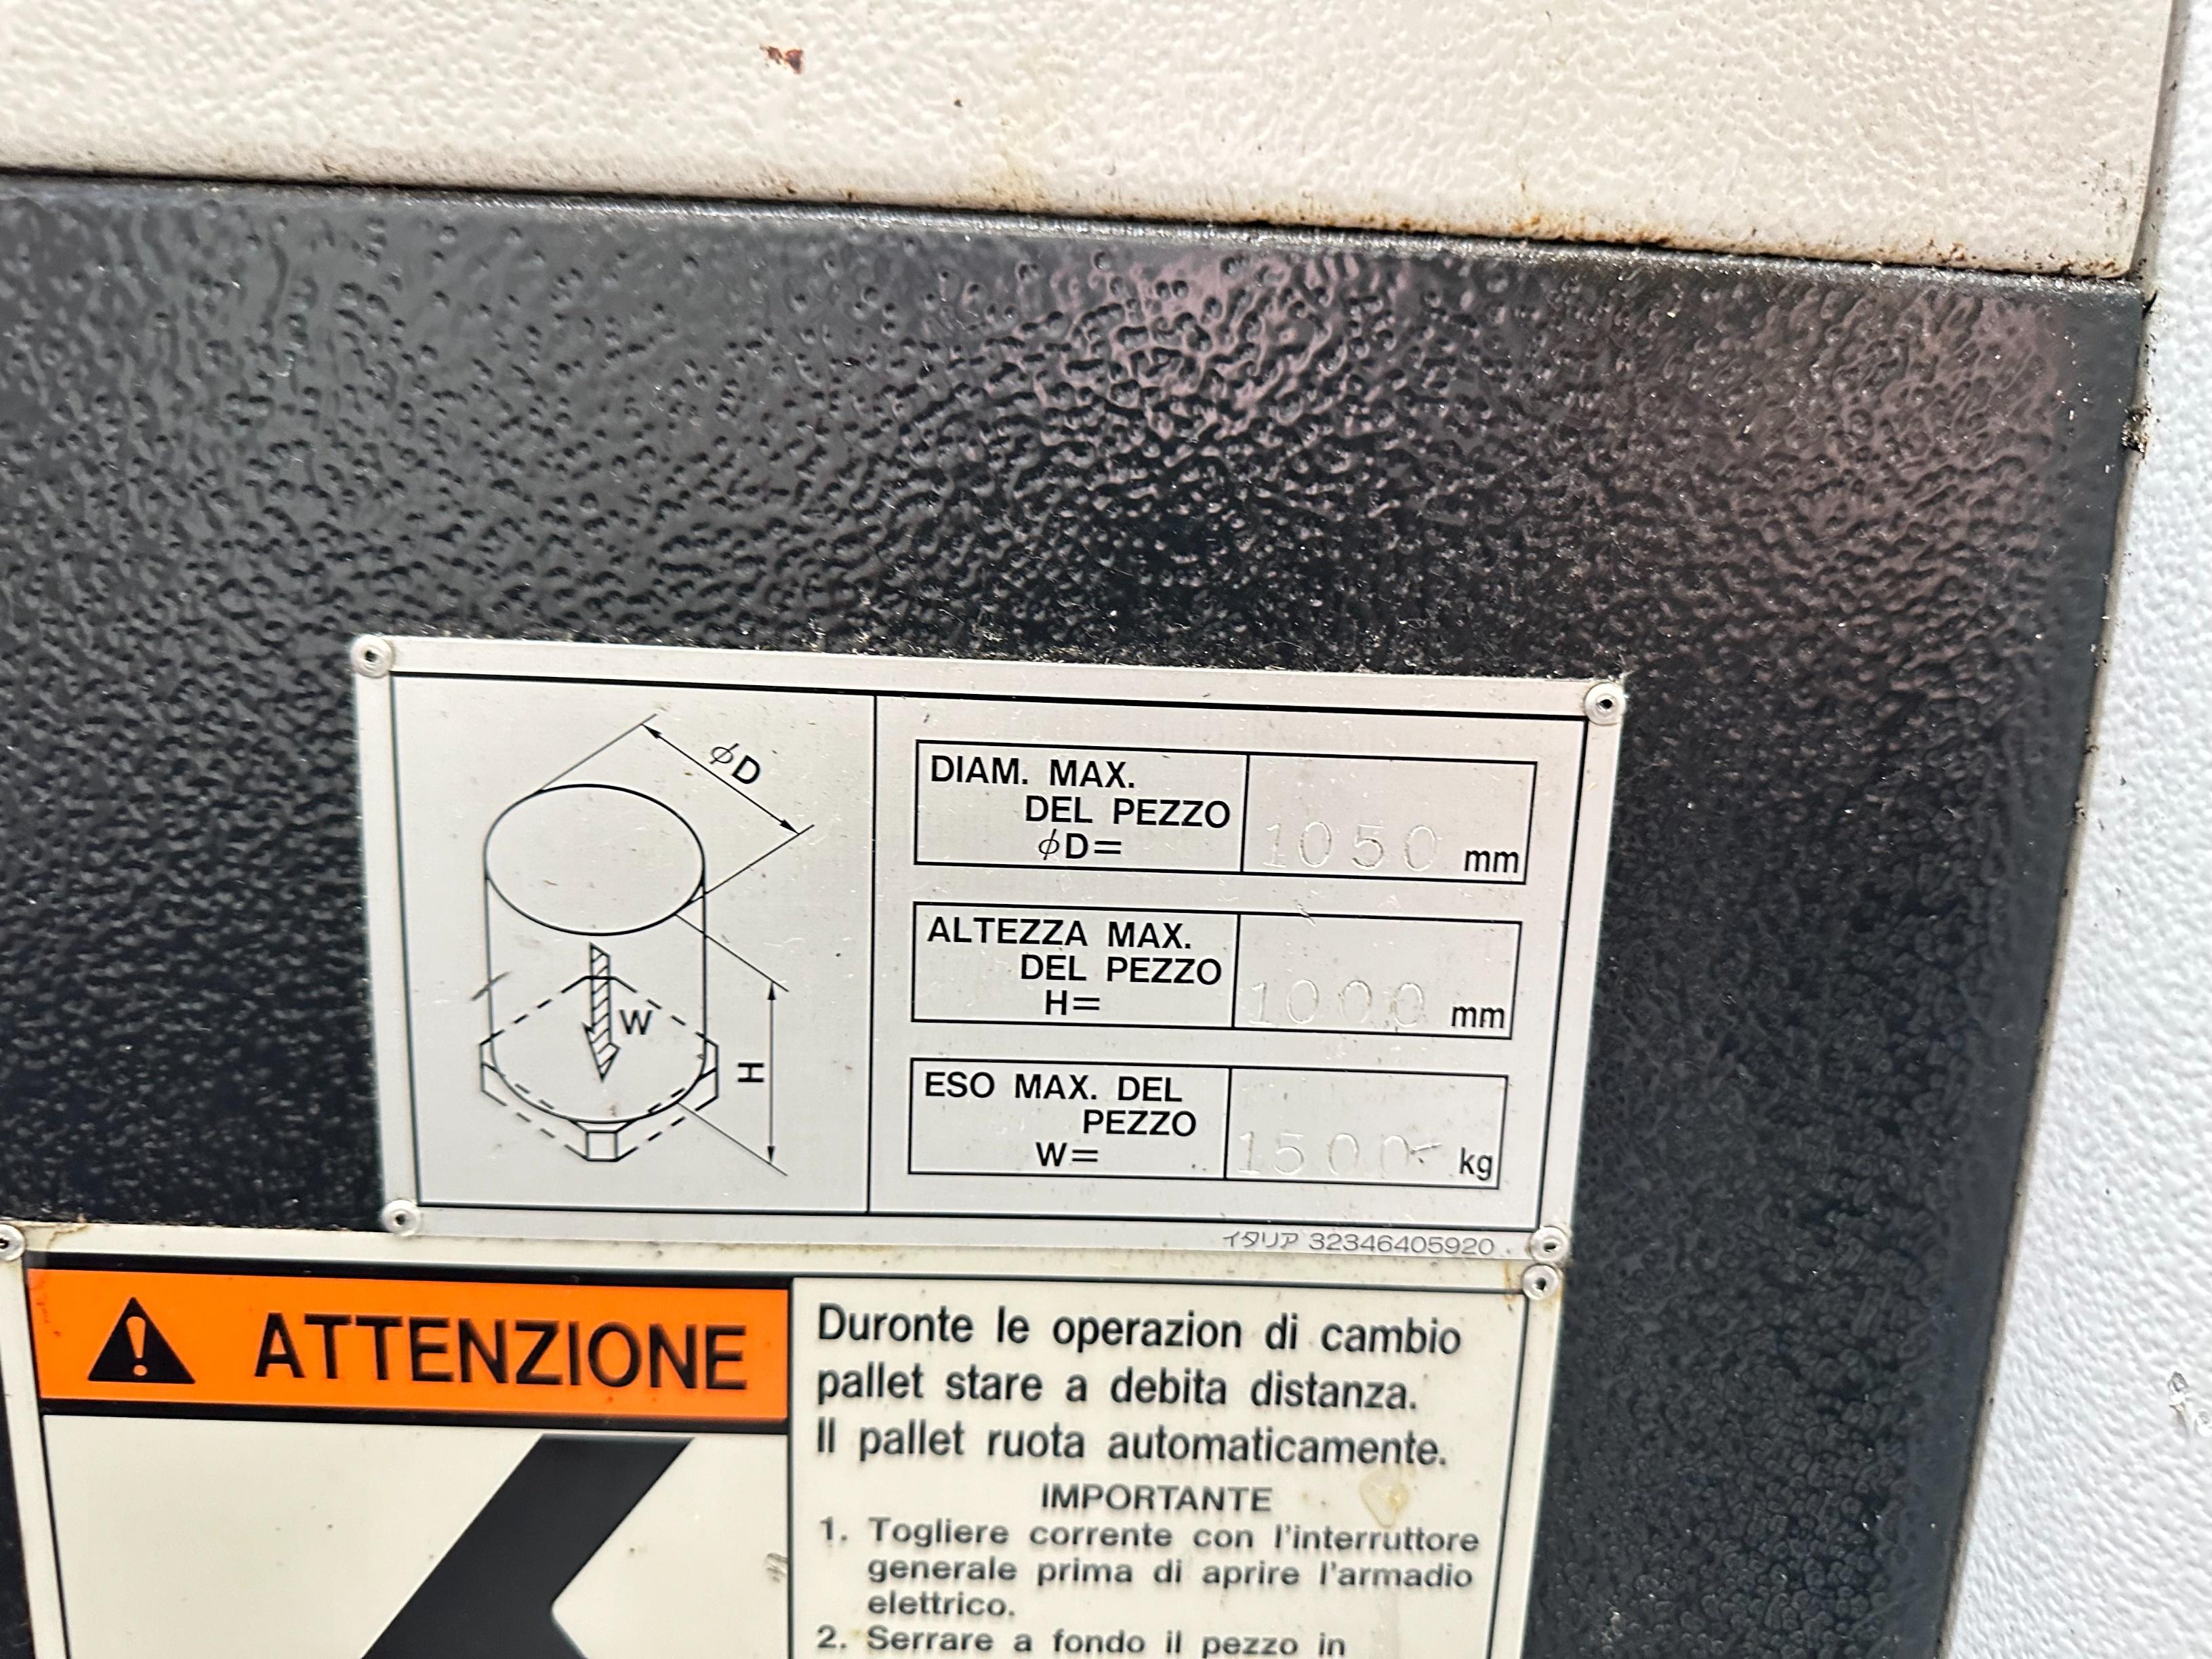 φD
W
H
DIAM. MAX.
DEL PEZZO
φD=
1050 mm
ALTEZZA MAX.
DEL PEZZO
H=
1000 mm
ESO MAX. DEL
PEZZO
W=
1500 kg
イタリア 32346405920
ATTENZIONE
Duronte le operazion di cambio
pallet stare a debita distanza.
Il pallet ruota automaticamente.
IMPORTANTE
1. Togliere corrente con l'interruttore
generale prima di aprire l'armadio
elettrico.
2. Serrare a fondo il pezzo in